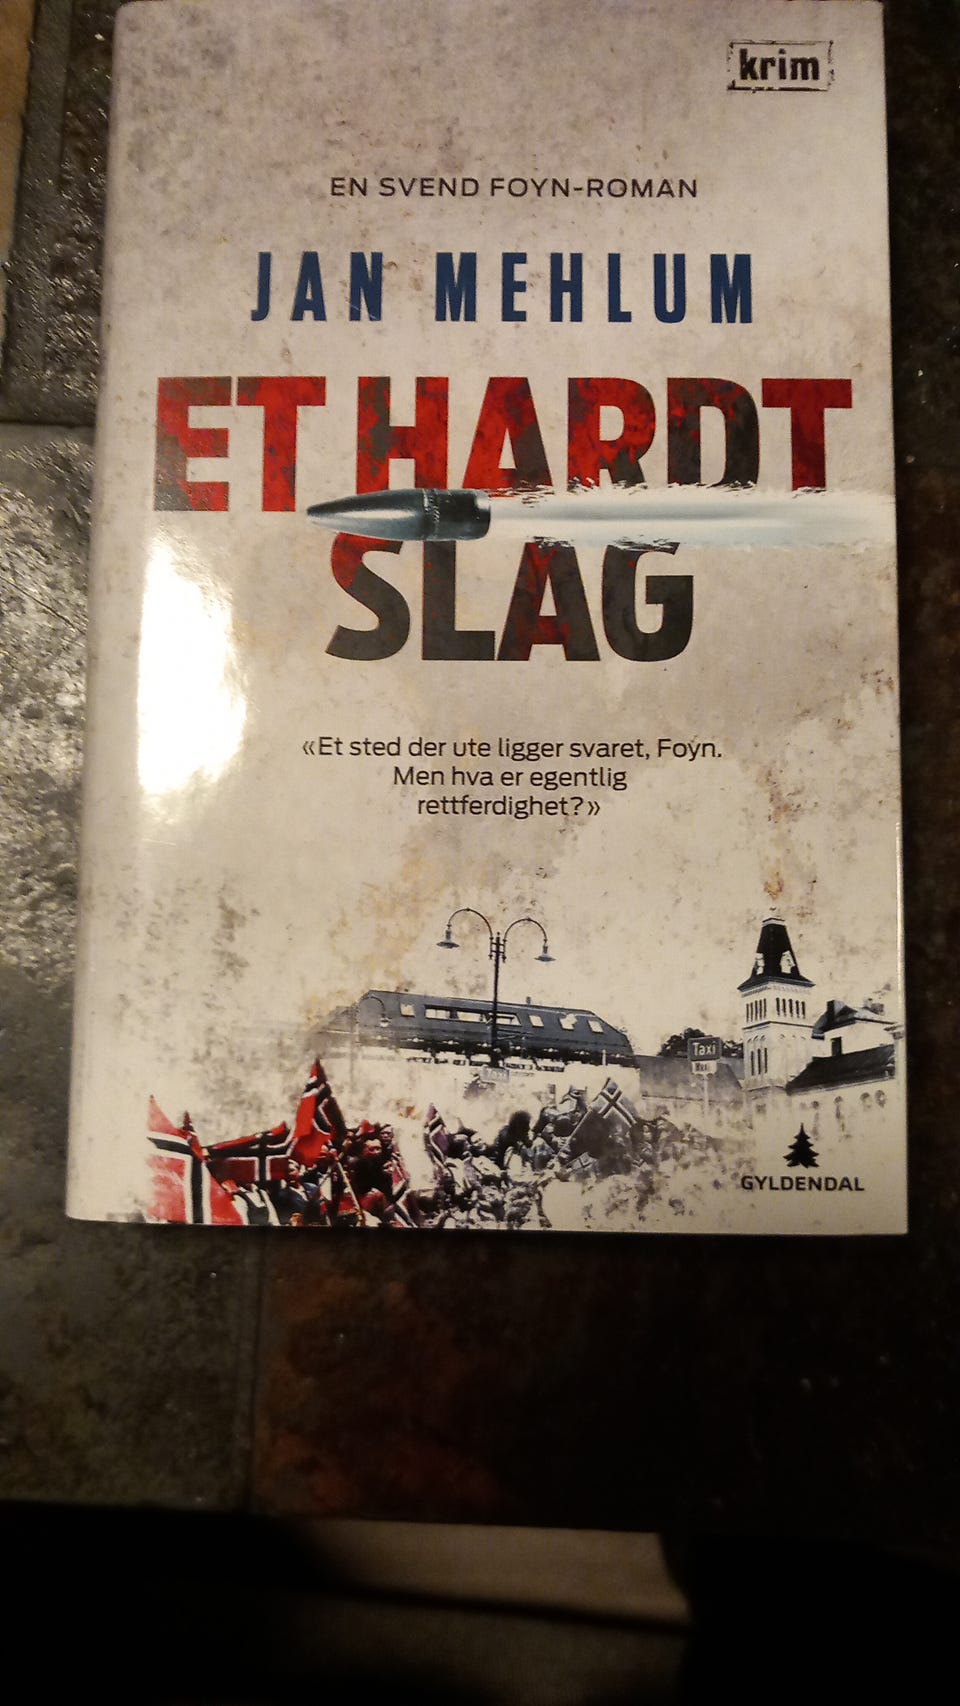 krim
EN SVEND FOYN-ROMAN
JAN MEHLUM
ET HARDT
SLAG
«Et sted der ute ligger svaret, Foyn.
Men hva er egentlig
rettferdighet?»
Taxi
Taxi
GYLDENDAL